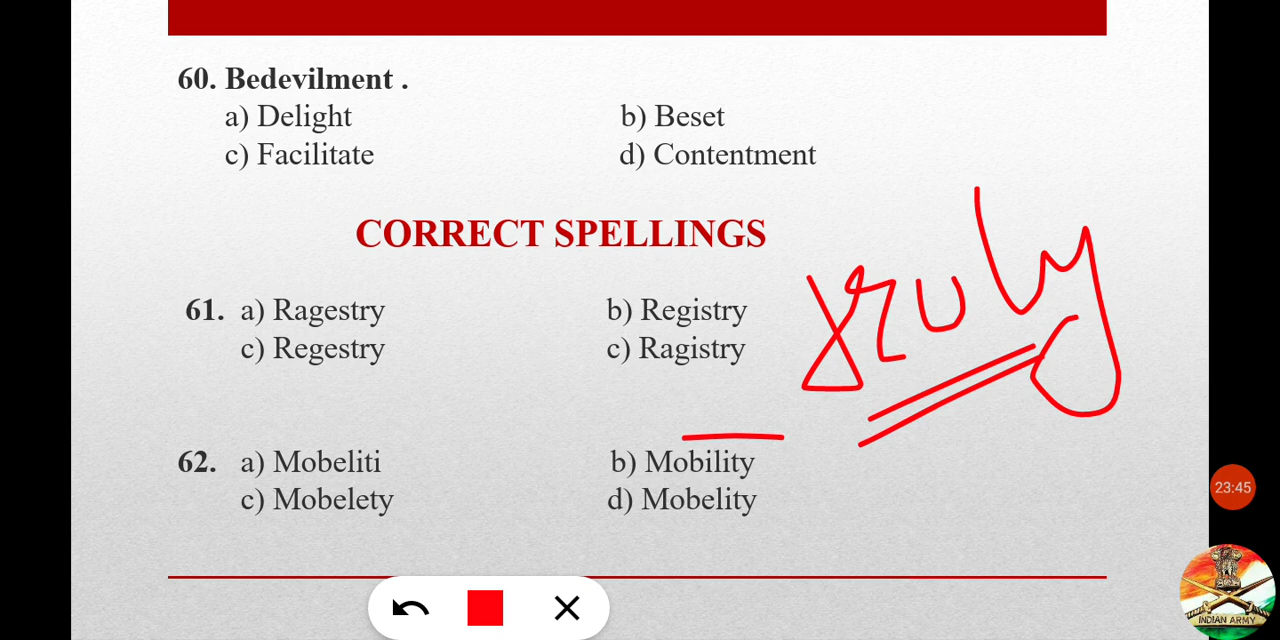 60. Bedevilment .
a) Delight b) Beset
c) Facilitate d) Contentment
CORRECT SPELLINGS
truly
61. a) Ragestry b) Registry
c) Regestry c) Ragistry
62. a) Mobeliti b) Mobility
c) Mobelety d) Mobelity
23:45
INDIAN ARMY